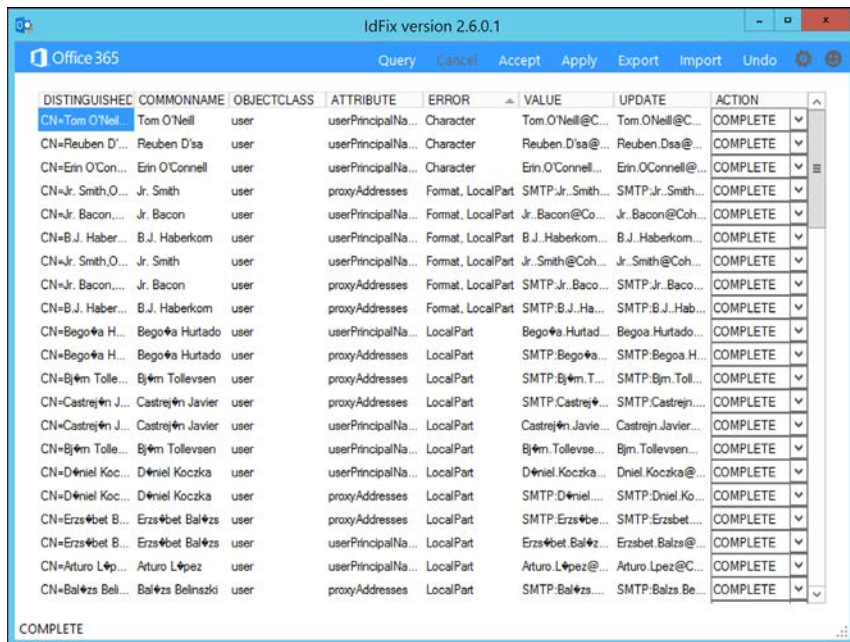 IdFix version 2.6.0.1
Office 365 Query Cancel Accept Apply Export Import Undo
DISTINGUISHED COMMONNAME OBJECTCLASS ATTRIBUTE ERROR VALUE UPDATE ACTION
CN=Tom O'Neil... Tom O'Neill user userPrincipalNa... Character Tom.O'Neill@C... Tom.ONeill@C... COMPLETE
CN=Reuben D'... Reuben D'sa user userPrincipalNa... Character Reuben.D'sa@... Reuben.Dsa@... COMPLETE
CN=Erin O'Con... Erin O'Connell user userPrincipalNa... Character Erin.O'Connell... Erin.OConnell@... COMPLETE
CN=Jr. Smith,O... Jr. Smith user proxyAddresses Format, LocalPart SMTP:Jr..Smith... SMTP:Jr..Smith... COMPLETE
CN=Jr. Bacon,... Jr. Bacon user userPrincipalNa... Format, LocalPart Jr..Bacon@Co... Jr..Bacon@Coh... COMPLETE
CN=B.J. Haber... B.J. Haberkorn user userPrincipalNa... Format, LocalPart B.J..Haberkorn... B.J..Haberkorn... COMPLETE
CN=Jr. Smith,O... Jr. Smith user userPrincipalNa... Format, LocalPart Jr..Smith@Coh... Jr..Smith@Coh... COMPLETE
CN=Jr. Bacon,... Jr. Bacon user proxyAddresses Format, LocalPart SMTP:Jr..Baco... SMTP:Jr..Baco... COMPLETE
CN=B.J. Haber... B.J. Haberkorn user proxyAddresses Format, LocalPart SMTP:B.J..Ha... SMTP:B.J..Hab... COMPLETE
CN=Bego�a H... Bego�a Hurtado user userPrincipalNa... LocalPart Bego�a.Hurtad... Begoa.Hurtado... COMPLETE
CN=Bego�a H... Bego�a Hurtado user proxyAddresses LocalPart SMTP:Bego�a... SMTP:Begoa.H... COMPLETE
CN=Bj�rn Tolle... Bj�rn Tollevsen user proxyAddresses LocalPart SMTP:Bj�rn.T... SMTP:Bjrn.Toll... COMPLETE
CN=Castrej�n J... Castrej�n Javier user proxyAddresses LocalPart SMTP:Castrej�... SMTP:Castrejn.... COMPLETE
CN=Castrej�n J... Castrej�n Javier user userPrincipalNa... LocalPart Castrej�n.Javie... Castrejn.Javier... COMPLETE
CN=Bj�rn Tolle... Bj�rn Tollevsen user userPrincipalNa... LocalPart Bj�rn.Tollevse... Bjrn.Tollevsen... COMPLETE
CN=D�niel Koc... D�niel Koczka user userPrincipalNa... LocalPart D�niel.Koczka... Dniel.Koczka@... COMPLETE
CN=D�niel Koc... D�niel Koczka user proxyAddresses LocalPart SMTP:D�niel.... SMTP:Dniel.Ko... COMPLETE
CN=Erzs�bet B... Erzs�bet Bal�zs user proxyAddresses LocalPart SMTP:Erzs�be... SMTP:Erzsbet.... COMPLETE
CN=Erzs�bet B... Erzs�bet Bal�zs user userPrincipalNa... LocalPart Erzs�bet.Bal�z... Erzsbet.Balzs@... COMPLETE
CN=Arturo L�p... Arturo L�pez user userPrincipalNa... LocalPart Arturo.L�pez@... Arturo.Lpez@C... COMPLETE
CN=Bal�zs Beli... Bal�zs Belinszki user proxyAddresses LocalPart SMTP:Bal�zs.... SMTP:Balzs.Be... COMPLETE
COMPLETE